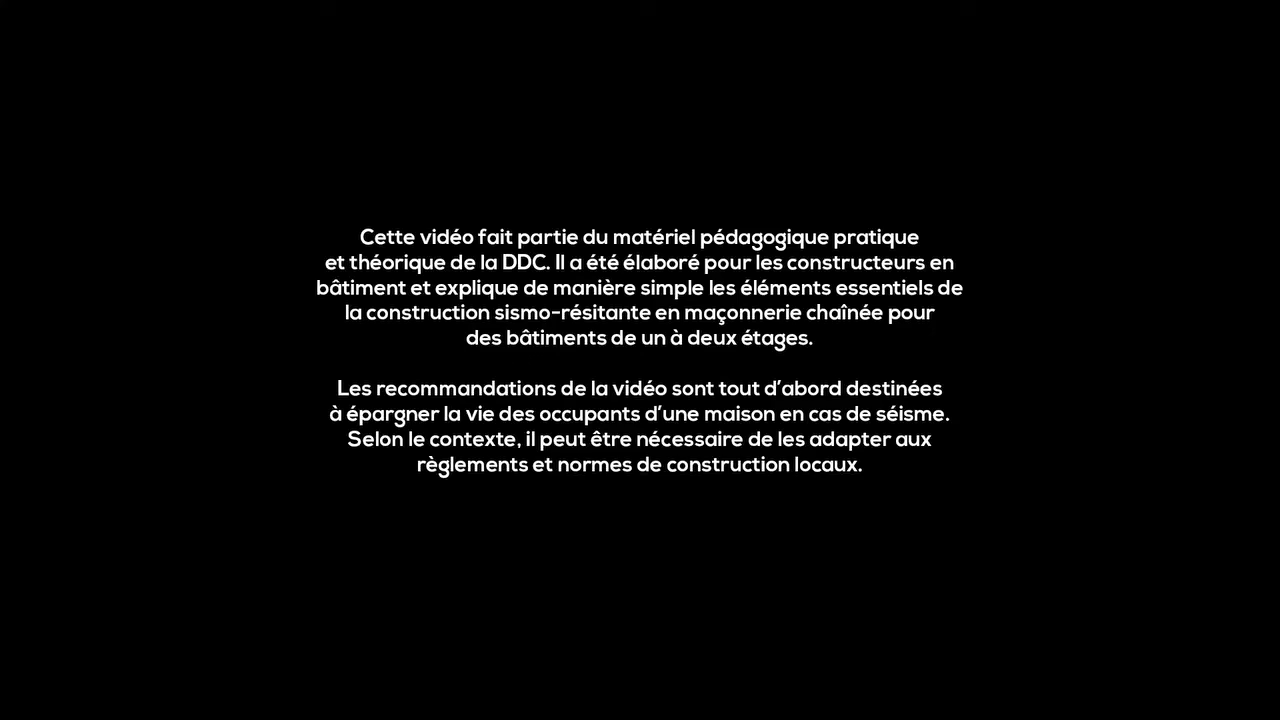 Cette vidéo fait partie du matériel pédagogique pratique
et théorique de la DDC. Il a été élaboré pour les constructeurs en
bâtiment et explique de manière simple les éléments essentiels de
la construction sismo-résitante en maçonnerie chaînée pour
des bâtiments de un à deux étages.
Les recommandations de la vidéo sont tout d’abord destinées
à épargner la vie des occupants d’une maison en cas de séisme.
Selon le contexte, il peut être nécessaire de les adapter aux
règlements et normes de construction locaux.